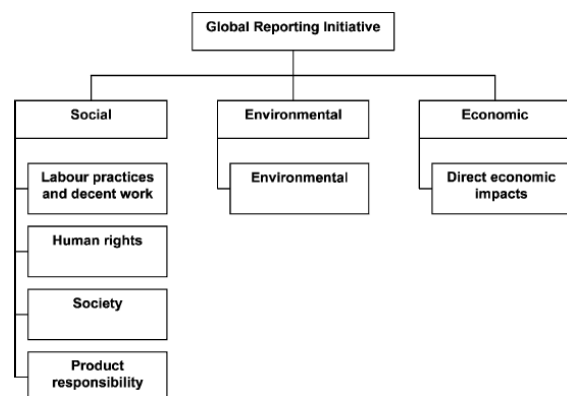 Global Reporting Initiative
Social
Environmental
Economic
Labour practices
and decent work
Environmental
Direct economic
impacts
Human rights
Society
Product
responsibility